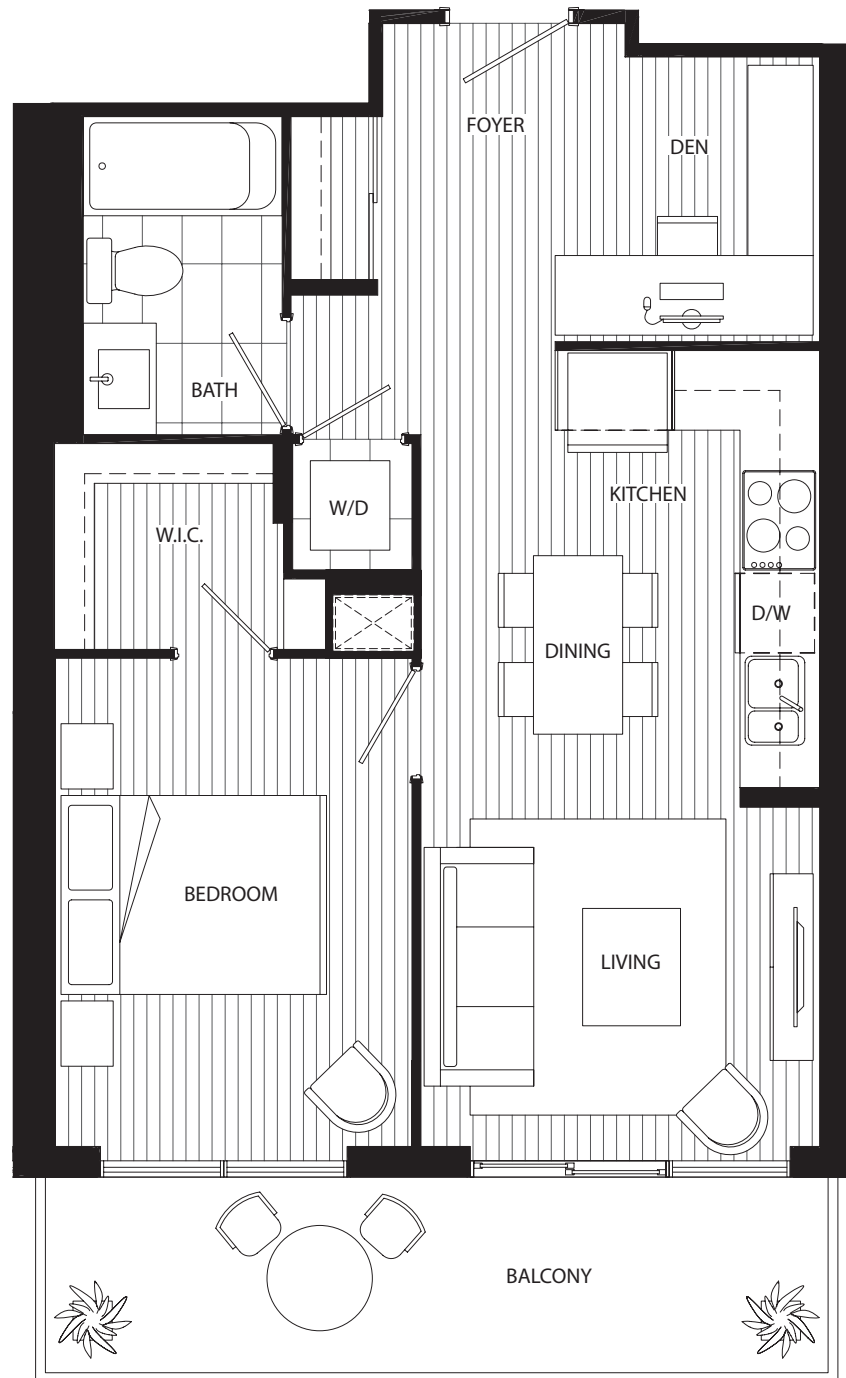 FOYER
DEN
BATH
KITCHEN
W/D
W.I.C.
D/W
DINING
BEDROOM
LIVING
BALCONY